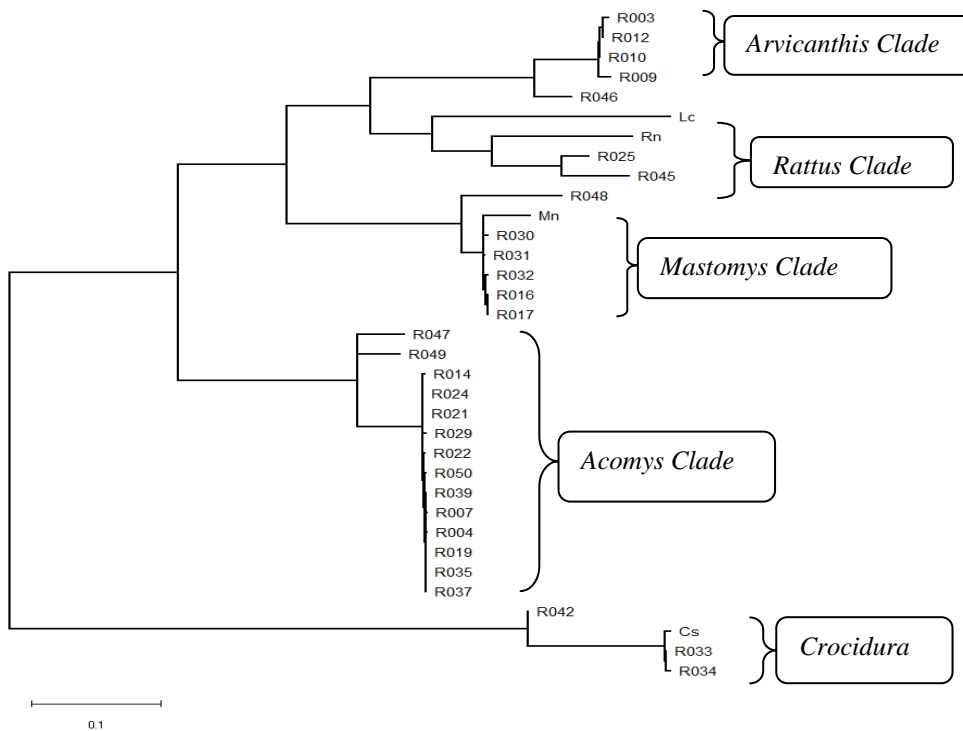 R003
R012
R010
R009
Arvicanthis Clade
R046
Lc
Rn
R025
R045
Rattus Clade
R048
Mn
R030
R031
R032
R016
R017
Mastomys Clade
R047
R049
R014
R024
R021
R029
R022
R050
R039
R007
R004
R019
R035
R037
Acomys Clade
R042
Cs
R033
R034
Crocidura
0.1